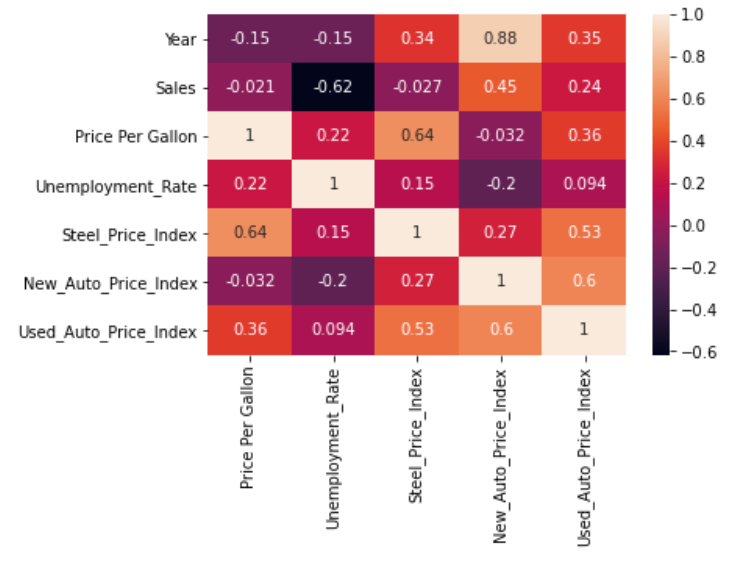 Year -0.15 -0.15 0.34 0.88 0.35
Sales -0.021 -0.62 -0.027 0.45 0.24
Price Per Gallon 1 0.22 0.64 -0.032 0.36
Unemployment_Rate 0.22 1 0.15 -0.2 0.094
Steel_Price_Index 0.64 0.15 1 0.27 0.53
New_Auto_Price_Index -0.032 -0.2 0.27 1 0.6
Used_Auto_Price_Index 0.36 0.094 0.53 0.6 1
Price Per Gallon
Unemployment_Rate
Steel_Price_Index
New_Auto_Price_Index
Used_Auto_Price_Index
1.0
0.8
0.6
0.4
0.2
0.0
−0.2
−0.4
−0.6